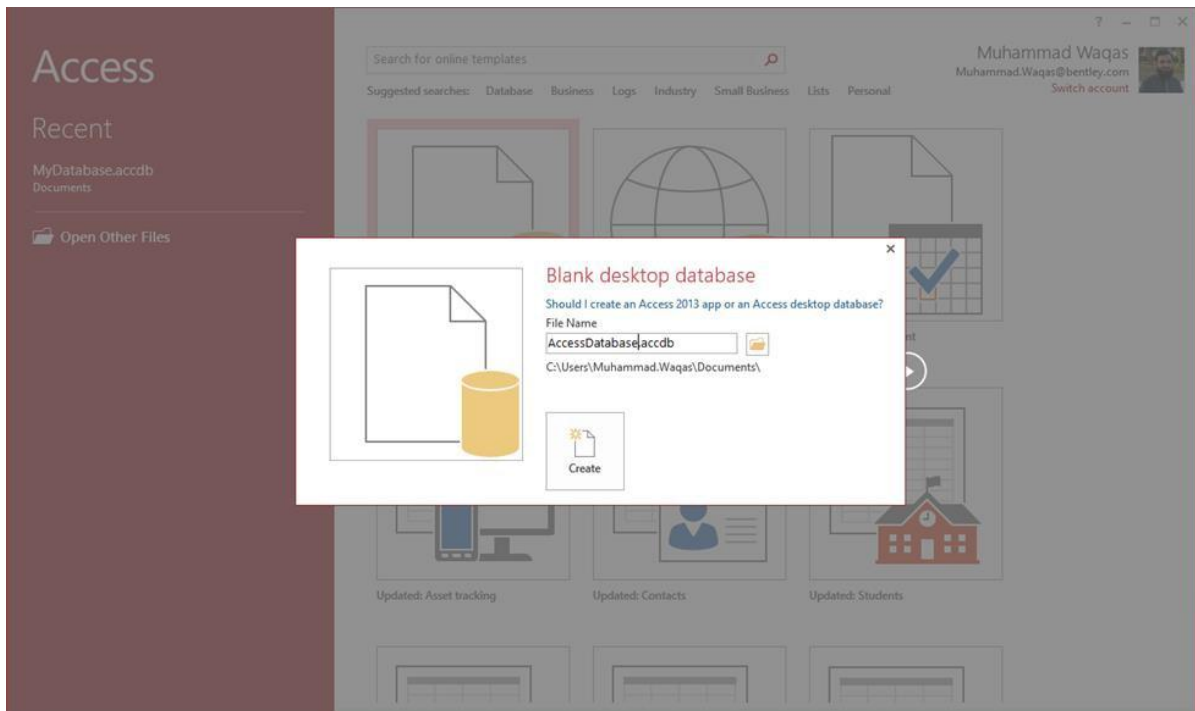 ?
Access
Search for online templates
Muhammad Waqas
Muhammad.Waqas@bentley.com
Switch account
Suggested searches: Database Business Logs Industry Small Business Lists Personal
Recent
MyDatabase.accdb
Documents
Open Other Files
Blank desktop database
Should I create an Access 2013 app or an Access desktop database?
File Name
AccessDatabase.accdb
C:\Users\Muhammad.Waqas\Documents\
Create
Updated: Asset tracking
Updated: Contacts
Updated: Students